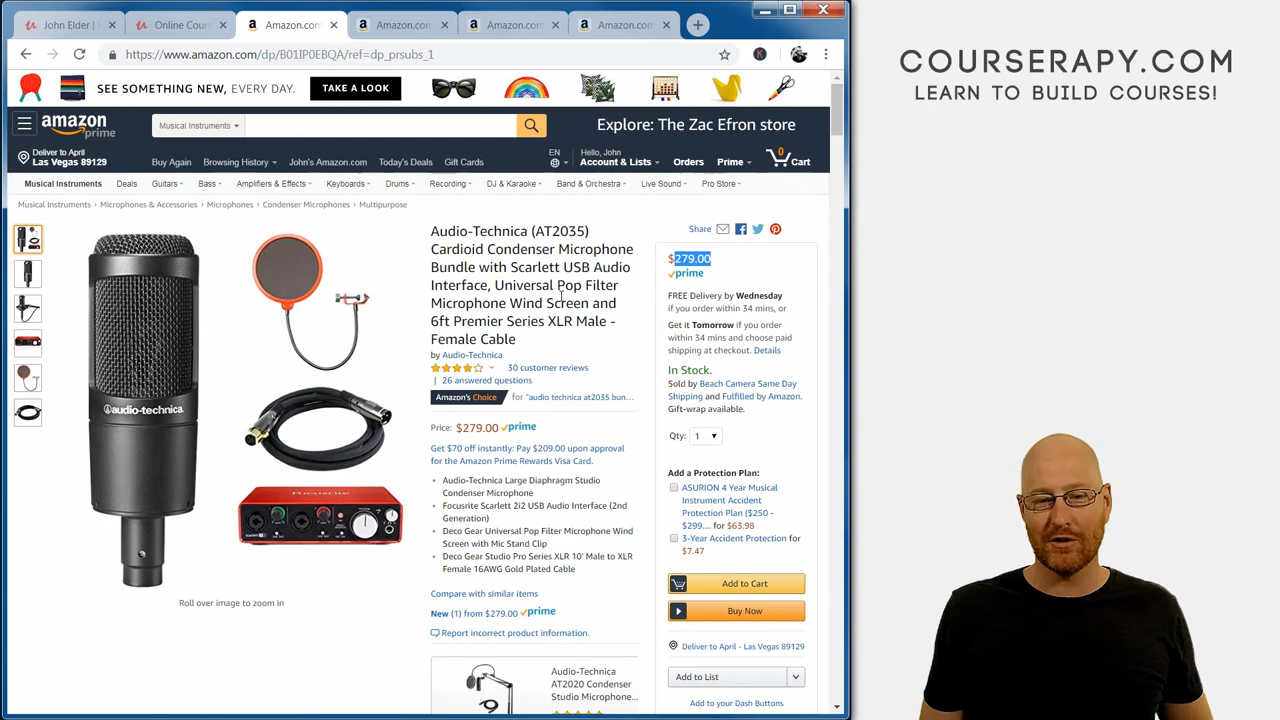 John Elder |
Online Cours
Amazon.com
Amazon.com
Amazon.com
Amazon.com
https://www.amazon.com/dp/B01IP0EBQA/ref=dp_prsubs_1
K
COURSERAPY.COM
LEARN TO BUILD COURSES!
SEE SOMETHING NEW, EVERY DAY.
TAKE A LOOK
amazon
prime
Musical Instruments
Explore: The Zac Efron store
Deliver to April
Las Vegas 89129
Buy Again
Browsing History
John's Amazon.com
Today's Deals
Gift Cards
EN
Hello, John
Account & Lists
Orders
Prime
0
Cart
Musical Instruments
Deals
Guitars
Bass
Amplifiers & Effects
Keyboards
Drums
Recording
DJ & Karaoke
Band & Orchestra
Live Sound
Pro Store
Musical Instruments › Microphones & Accessories › Microphones › Condenser Microphones › Multipurpose
audio-technica
Roll over image to zoom in
Audio-Technica (AT2035)
Cardioid Condenser Microphone
Bundle with Scarlett USB Audio
Interface, Universal Pop Filter
Microphone Wind Screen and
6ft Premier Series XLR Male -
Female Cable
by Audio-Technica
30 customer reviews
| 26 answered questions
Amazon's Choice for "audio technica at2035 bun...
Price: $279.00 prime
Get $70 off instantly: Pay $209.00 upon approval
for the Amazon Prime Rewards Visa Card.
• Audio-Technica Large Diaphragm Studio
Condenser Microphone
• Focusrite Scarlett 2i2 USB Audio Interface (2nd
Generation)
• Deco Gear Universal Pop Filter Microphone Wind
Screen with Mic Stand Clip
• Deco Gear Studio Pro Series XLR 10' Male to XLR
Female 16AWG Gold Plated Cable
Compare with similar items
New (1) from $279.00 prime
Report incorrect product information.
Audio-Technica
AT2020 Condenser
Studio Microphone...
Share
$279.00
prime
FREE Delivery by Wednesday
if you order within 34 mins, or
Get it Tomorrow if you order
within 34 mins and choose paid
shipping at checkout. Details
In Stock.
Sold by Beach Camera Same Day
Shipping and Fulfilled by Amazon.
Gift-wrap available.
Qty: 1
Add a Protection Plan:
ASURION 4 Year Musical
Instrument Accident
Protection Plan ($250 -
$299.... for $63.98
3-Year Accident Protection for
$7.47
Add to Cart
Buy Now
Deliver to April - Las Vegas 89129
Add to List
Add to your Dash Buttons